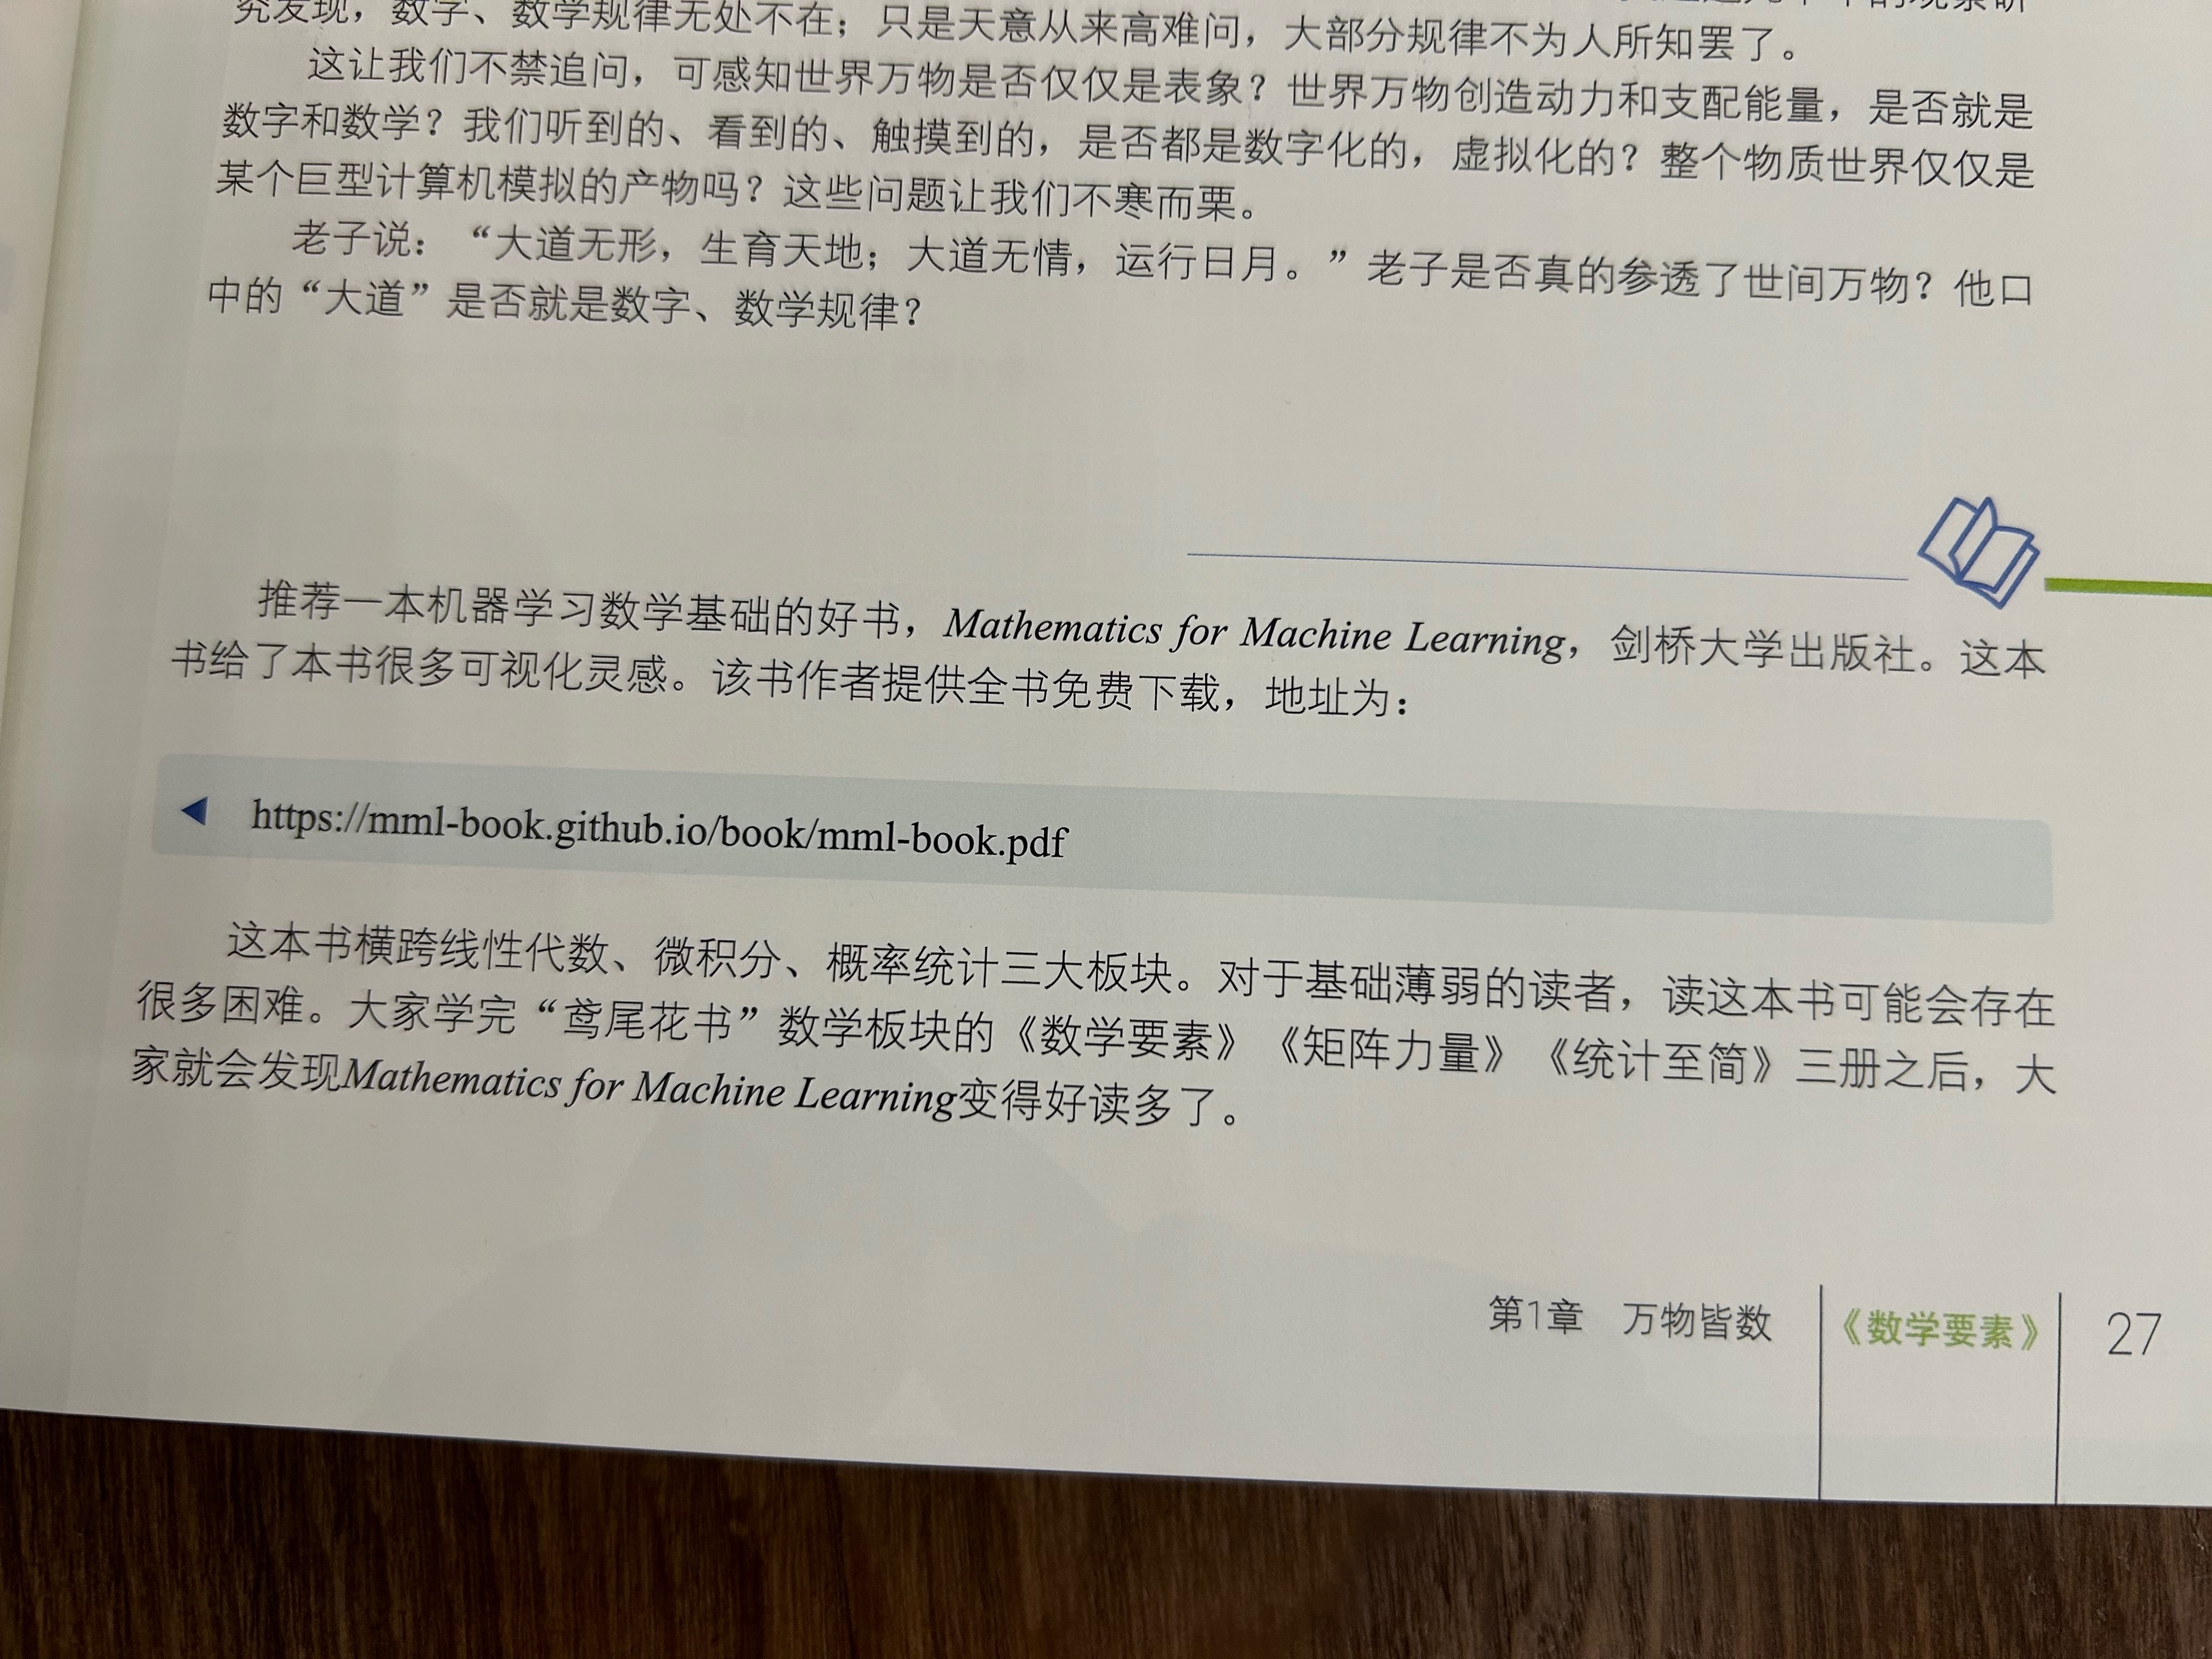 究发现，数字、数学规律无处不在；只是天意从来高难问，大部分规律不为人所知罢了。
这让我们不禁追问，可感知世界万物是否仅仅是表象？世界万物创造动力和支配能量，是否就是
数字和数学？我们听到的、看到的、触摸到的，是否都是数字化的，虚拟化的？整个物质世界仅仅是
某个巨型计算机模拟的产物吗？这些问题让我们不寒而栗。
老子说：“大道无形，生育天地；大道无情，运行日月。”老子是否真的参透了世间万物？他口
中的“大道”是否就是数字、数学规律？
推荐一本机器学习数学基础的好书，Mathematics for Machine Learning，剑桥大学出版社。这本
书给了本书很多可视化灵感。该书作者提供全书免费下载，地址为：
https://mml-book.github.io/book/mml-book.pdf
这本书横跨线性代数、微积分、概率统计三大板块。对于基础薄弱的读者，读这本书可能会存在
很多困难。大家学完“鸢尾花书”数学板块的《数学要素》《矩阵力量》《统计至简》三册之后，大
家就会发现Mathematics for Machine Learning变得好读多了。
第1章 万物皆数 《数学要素》 27